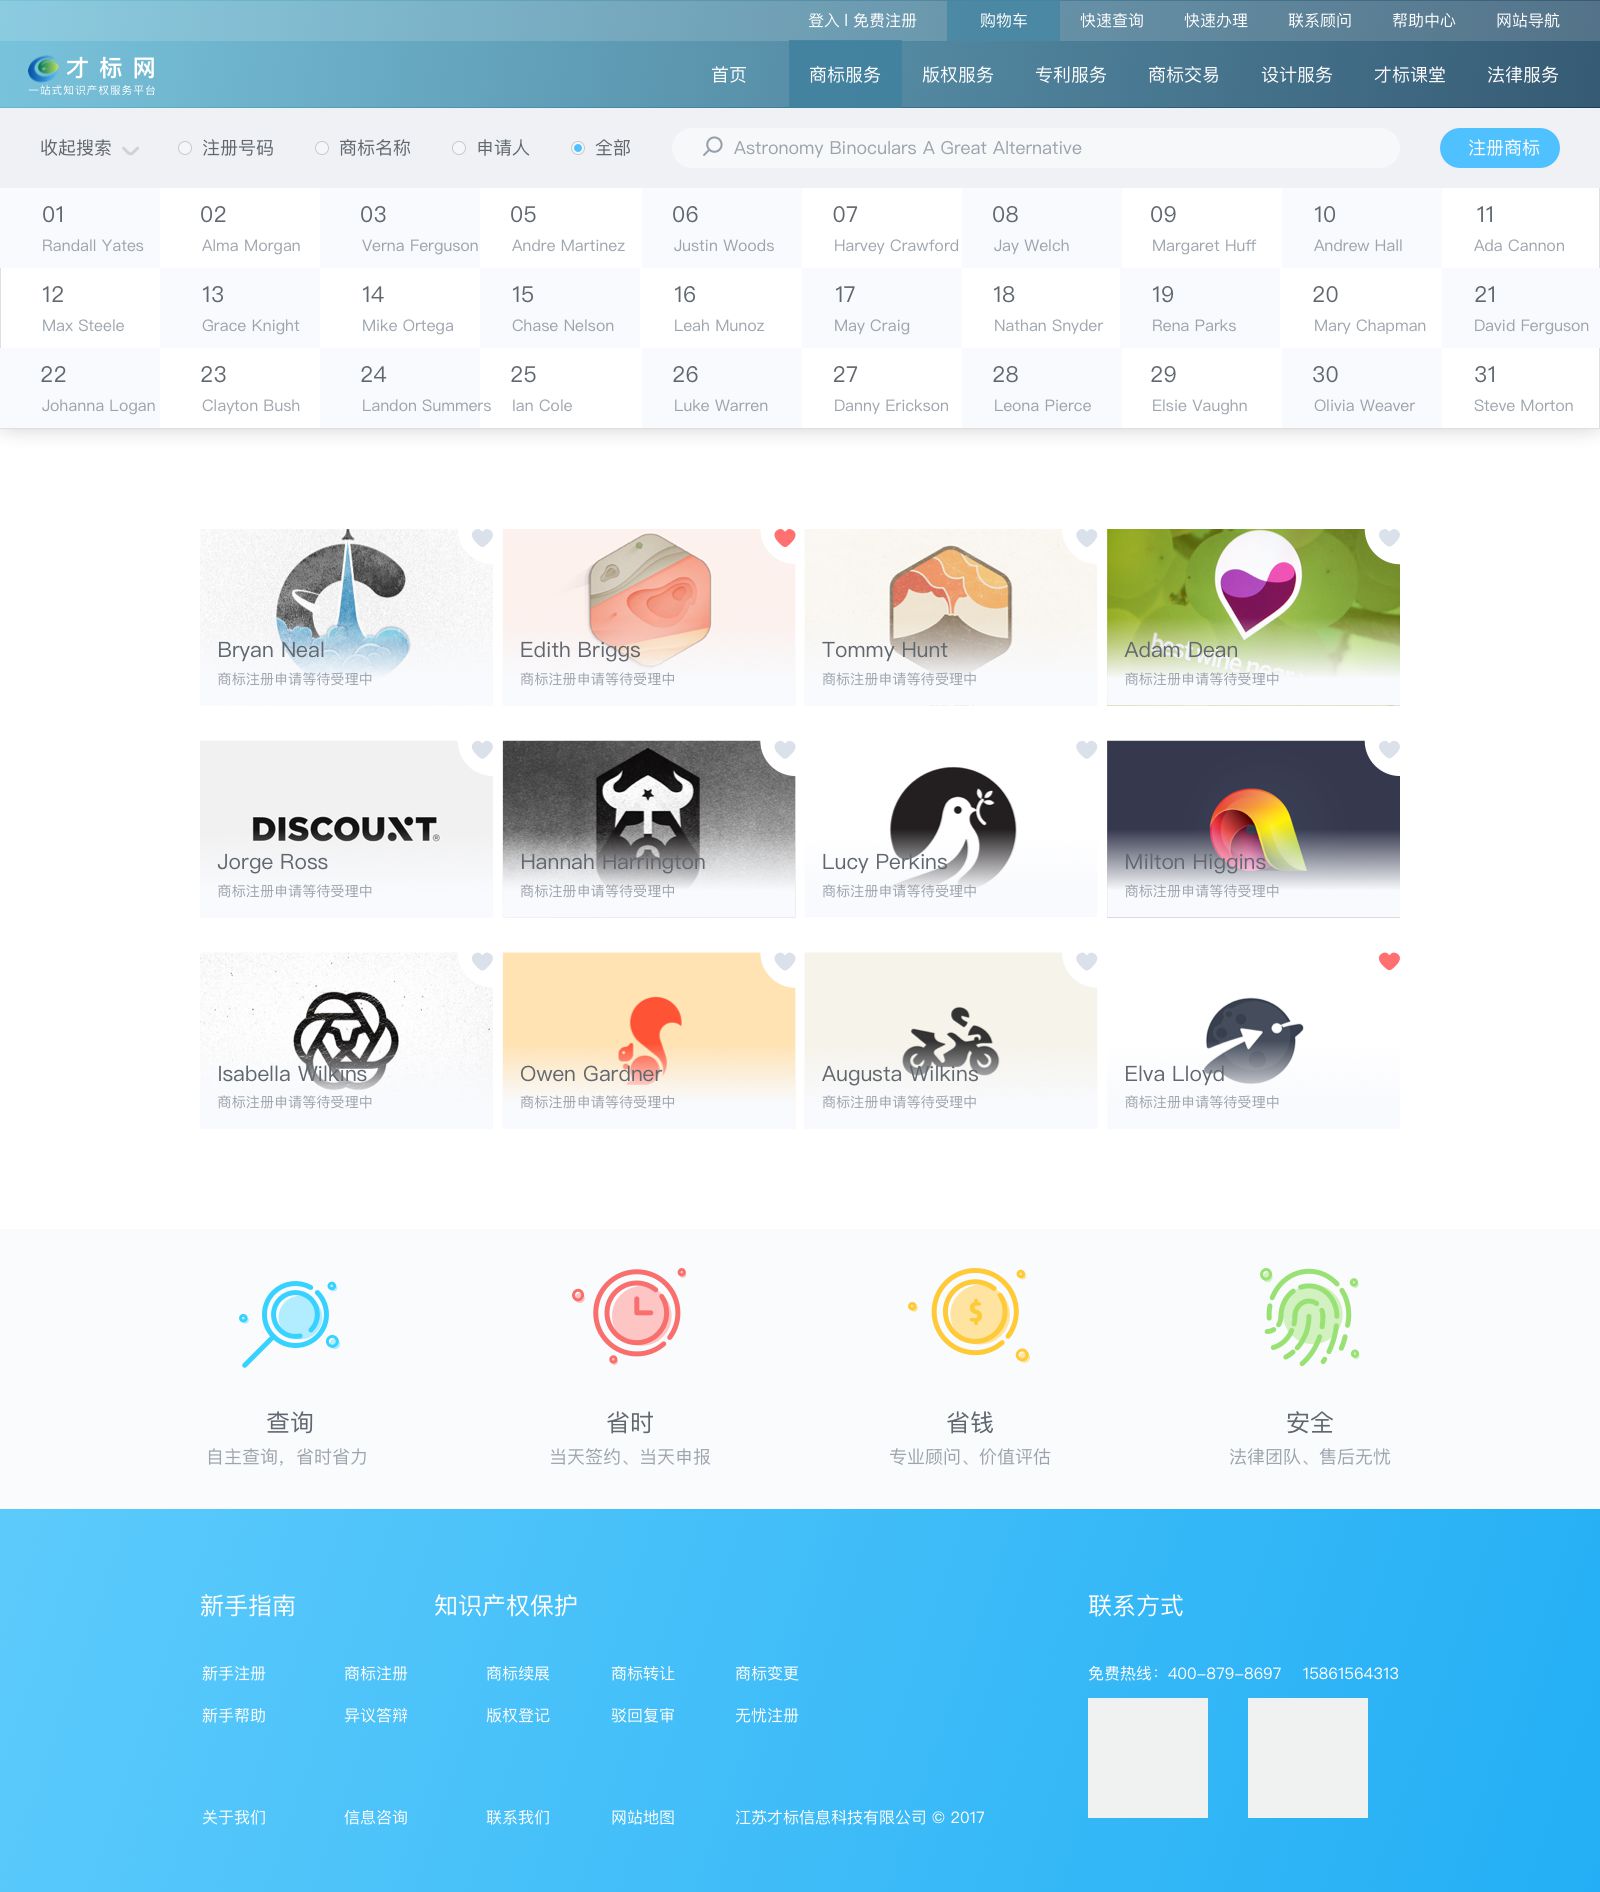 登入 | 免费注册 购物车 快速查询 快速办理 联系顾问 帮助中心 网站导航
才标网
一站式知识产权服务平台
首页 商标服务 版权服务 专利服务 商标交易 设计服务 才标课堂 法律服务
收起搜索 注册号码 商标名称 申请人 全部 Astronomy Binoculars A Great Alternative 注册商标
01 02 03 05 06 07 08 09 10 11
Randall Yates Alma Morgan Verna Ferguson Andre Martinez Justin Woods Harvey Crawford Jay Welch Margaret Huff Andrew Hall Ada Cannon
12 13 14 15 16 17 18 19 20 21
Max Steele Grace Knight Mike Ortega Chase Nelson Leah Munoz May Craig Nathan Snyder Rena Parks Mary Chapman David Ferguson
22 23 24 25 26 27 28 29 30 31
Johanna Logan Clayton Bush Landon Summers Ian Cole Luke Warren Danny Erickson Leona Pierce Elsie Vaughn Olivia Weaver Steve Morton
best wine
Bryan Neal Edith Briggs Tommy Hunt Adam Dean
商标注册申请等待受理中 商标注册申请等待受理中 商标注册申请等待受理中 商标注册申请等待受理中
DISCOUNT®
Jorge Ross Hannah Harrington Lucy Perkins Milton Higgins
商标注册申请等待受理中 商标注册申请等待受理中 商标注册申请等待受理中 商标注册申请等待受理中
Isabella Wilkins Owen Gardner Augusta Wilkins Elva Lloyd
商标注册申请等待受理中 商标注册申请等待受理中 商标注册申请等待受理中 商标注册申请等待受理中
$
查询 省时 省钱 安全
自主查询，省时省力 当天签约、当天申报 专业顾问、价值评估 法律团队、售后无忧
新手指南 知识产权保护 联系方式
新手注册 商标注册 商标续展 商标转让 商标变更 免费热线：400-879-8697 15861564313
新手帮助 异议答辩 版权登记 驳回复审 无忧注册
关于我们 信息咨询 联系我们 网站地图 江苏才标信息科技有限公司 © 2017